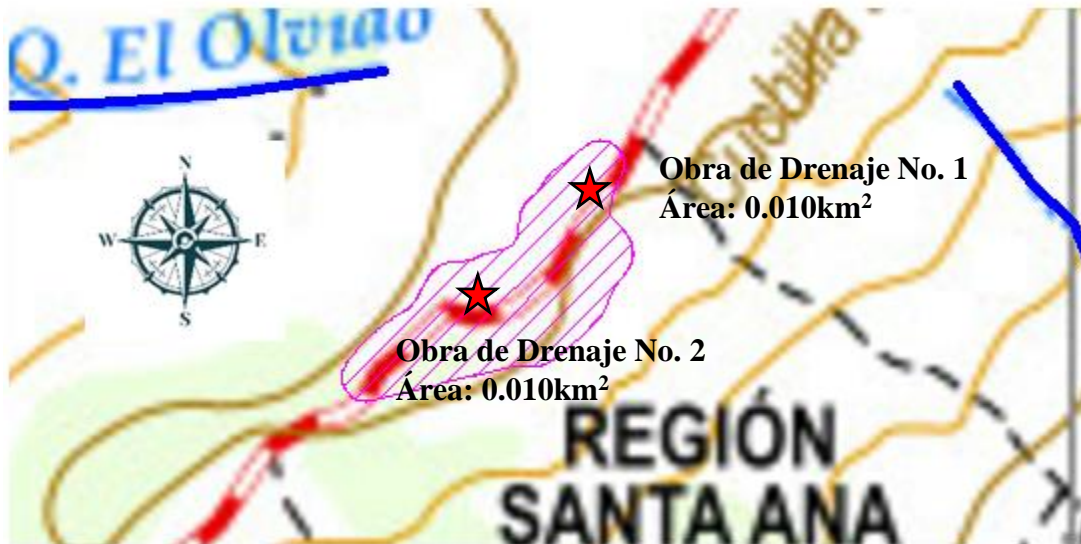 Q. El Olvido
Cuchilla
N
W
E
S
Obra de Drenaje No. 1
Área: 0.010km²
Obra de Drenaje No. 2
Área: 0.010km²
REGIÓN
SANTA ANA